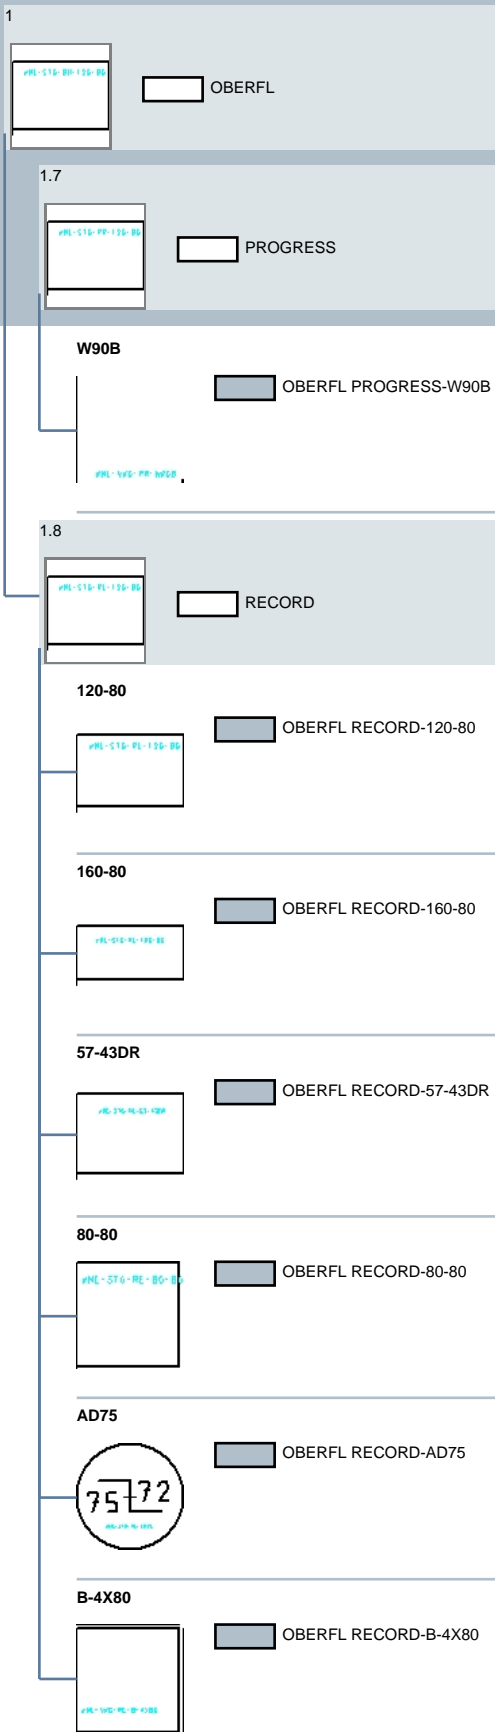 1
OBERFL
1.7
PROGRESS
W90B
OBERFL PROGRESS-W90B
1.8
RECORD
120-80
OBERFL RECORD-120-80
160-80
OBERFL RECORD-160-80
57-43DR
OBERFL RECORD-57-43DR
80-80
OBERFL RECORD-80-80
AD75
OBERFL RECORD-AD75
75 72
B-4X80
OBERFL RECORD-B-4X80